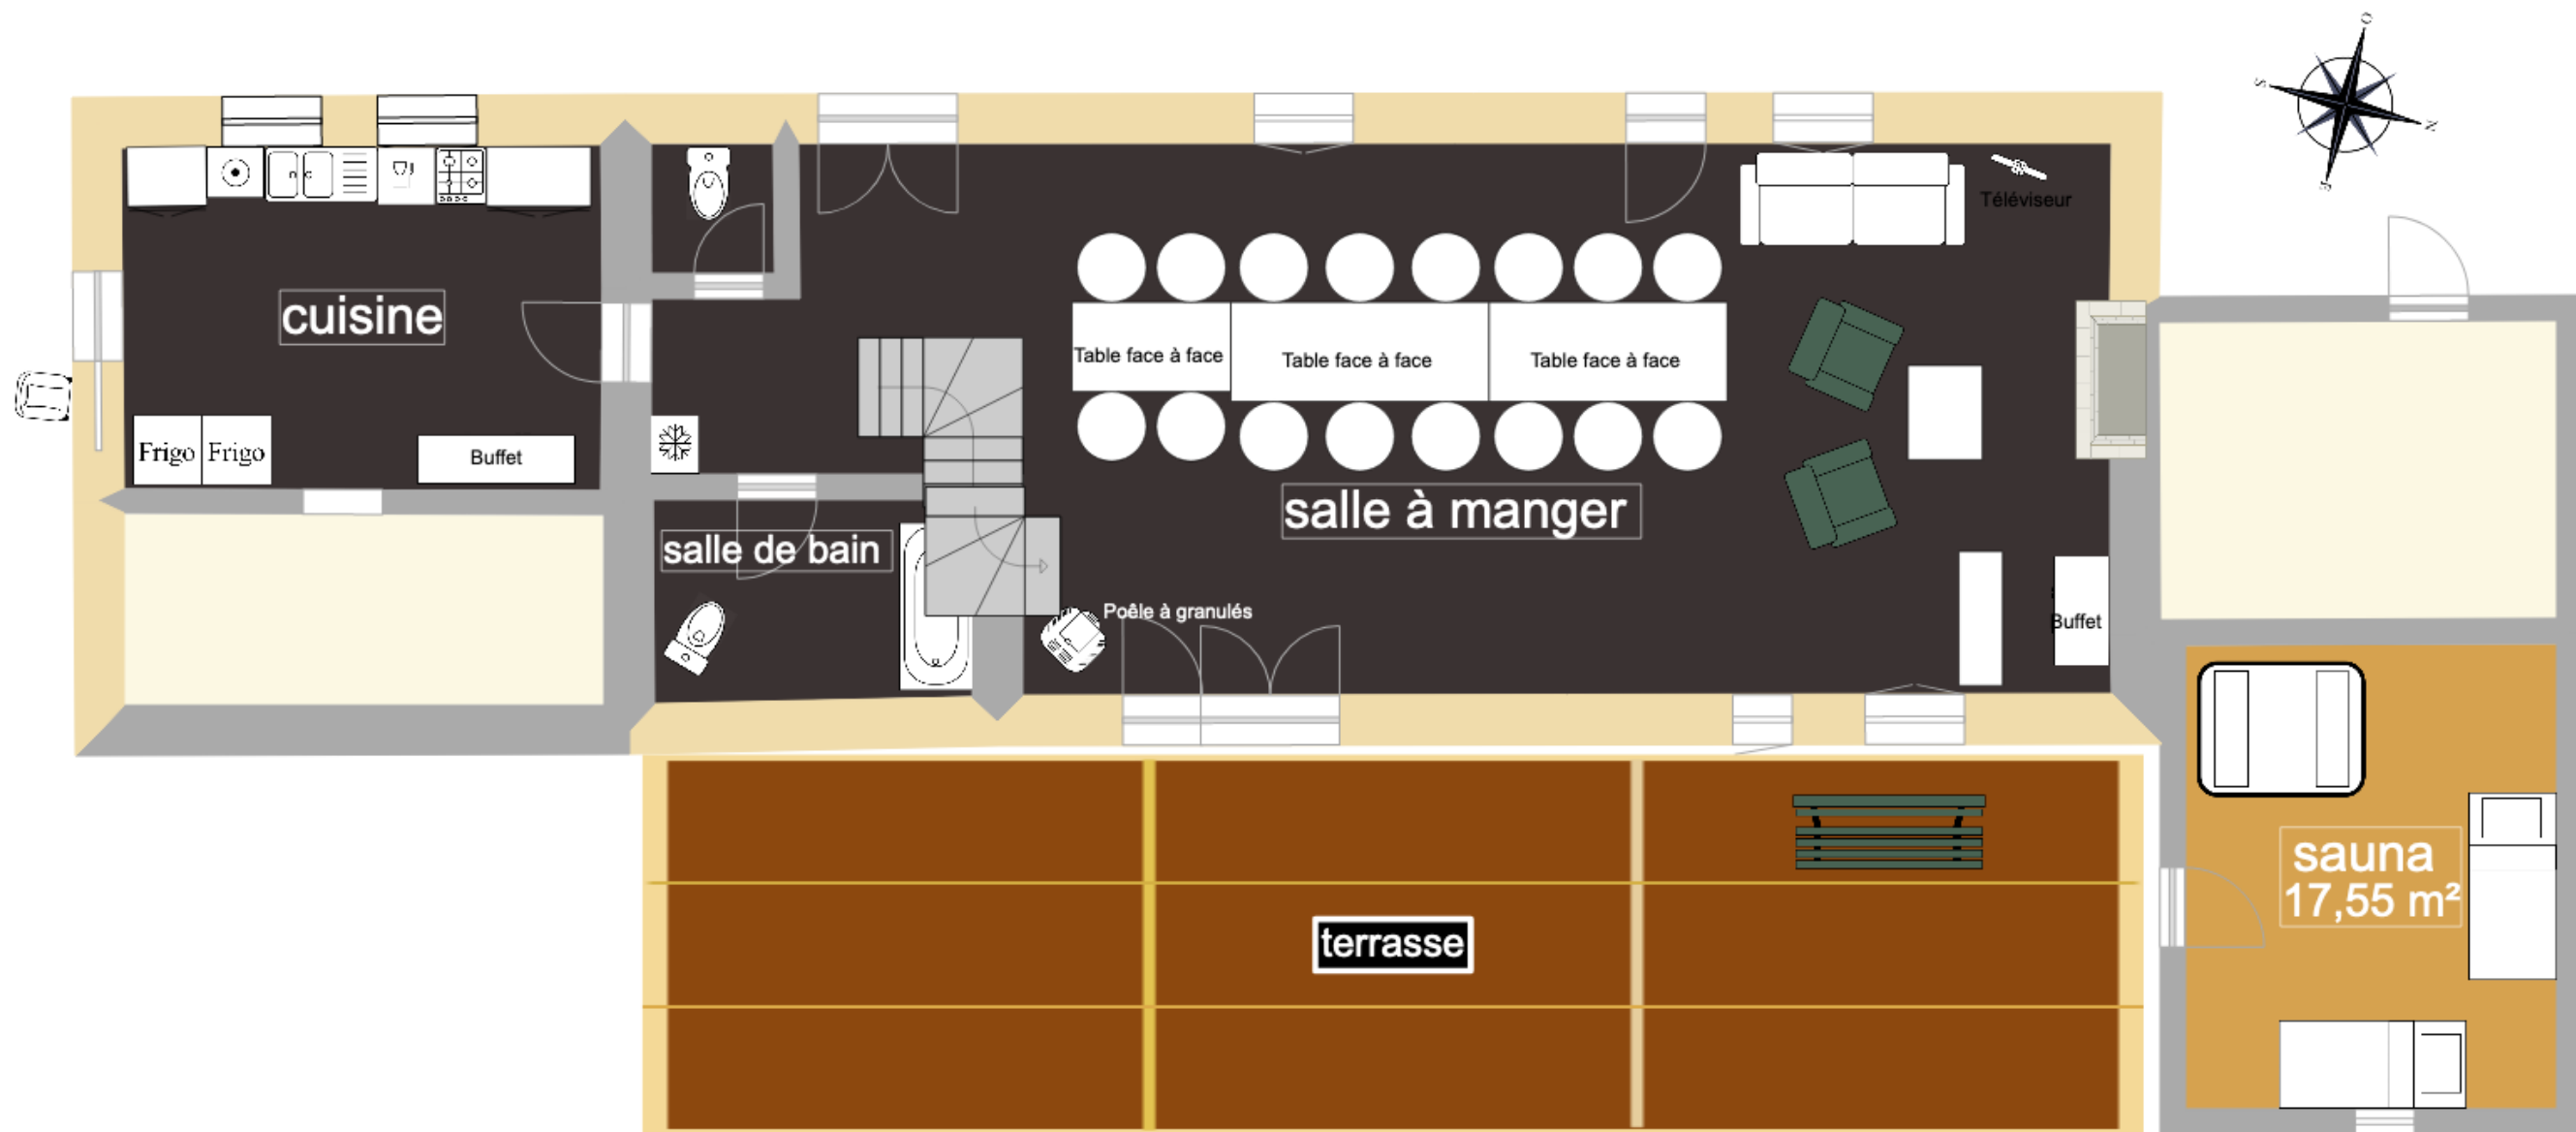 O
S
N
Téléviseur
cuisine
Table face à face
Table face à face
Table face à face
Frigo
Frigo
Buffet
salle à manger
salle de bain
Poêle à granulés
Buffet
sauna
17,55 m²
terrasse